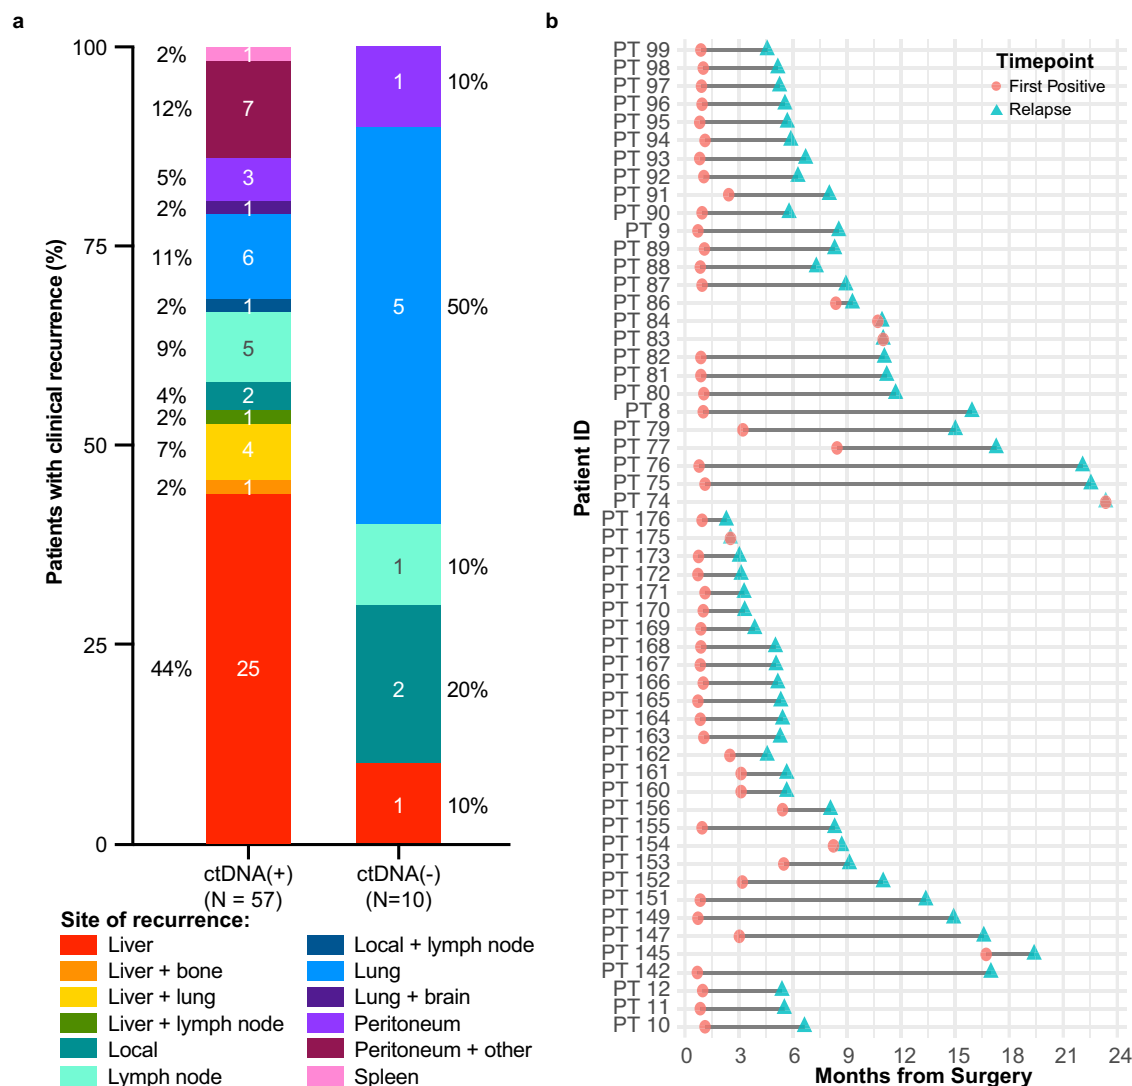 a
Patients with clinical recurrence (%)
100
75
50
25
0
2%
12%
5%
2%
11%
2%
9%
4%
2%
7%
2%
44%
1
7
3
1
6
1
5
2
1
4
1
25
1
5
1
2
1
10%
50%
10%
20%
10%
ctDNA(+)
(N = 57)
ctDNA(-)
(N=10)
Site of recurrence:
Liver
Liver + bone
Liver + lung
Liver + lymph node
Local
Lymph node
Local + lymph node
Lung
Lung + brain
Peritoneum
Peritoneum + other
Spleen
b
Patient ID
PT 99
PT 98
PT 97
PT 96
PT 95
PT 94
PT 93
PT 92
PT 91
PT 90
PT 9
PT 89
PT 88
PT 87
PT 86
PT 84
PT 83
PT 82
PT 81
PT 80
PT 8
PT 79
PT 77
PT 76
PT 75
PT 74
PT 176
PT 175
PT 173
PT 172
PT 171
PT 170
PT 169
PT 168
PT 167
PT 166
PT 165
PT 164
PT 163
PT 162
PT 161
PT 160
PT 156
PT 155
PT 154
PT 153
PT 152
PT 151
PT 149
PT 147
PT 145
PT 142
PT 12
PT 11
PT 10
Timepoint
First Positive
Relapse
0 3 6 9 12 15 18 21 24
Months from Surgery